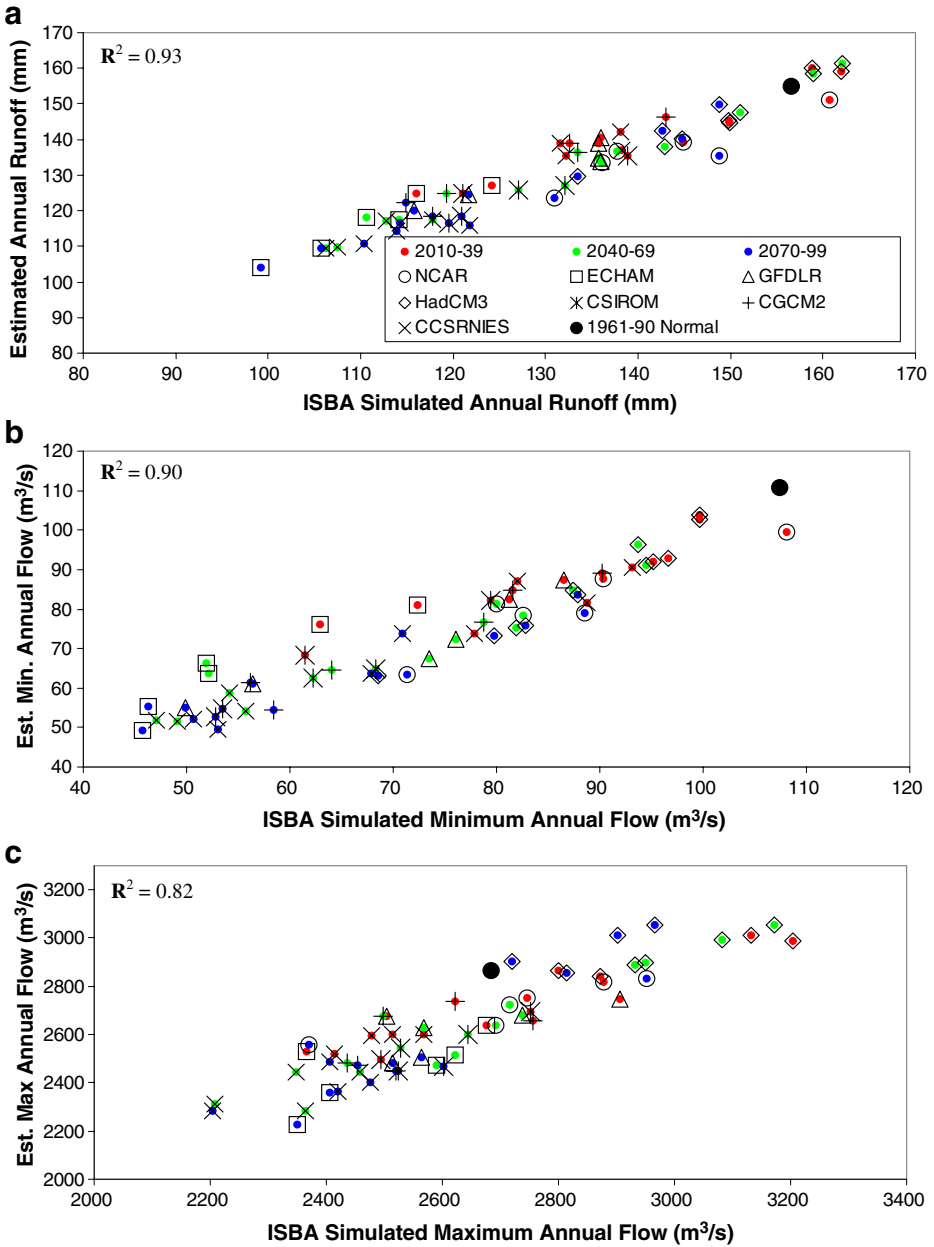 a
170
160
150
140
130
120
110
100
90
80
R² = 0.93
Estimated Annual Runoff (mm)
2010-39 2040-69 2070-99
NCAR ECHAM GFDLR
HadCM3 CSIROM CGCM2
CCSRNIES 1961-90 Normal
80 90 100 110 120 130 140 150 160 170
ISBA Simulated Annual Runoff (mm)
b
120
110
100
90
80
70
60
50
40
R² = 0.90
Est. Min. Annual Flow (m³/s)
40 50 60 70 80 90 100 110 120
ISBA Simulated Minimum Annual Flow (m³/s)
c
3200
3000
2800
2600
2400
2200
2000
R² = 0.82
Est. Max Annual Flow (m³/s)
2000 2200 2400 2600 2800 3000 3200 3400
ISBA Simulated Maximum Annual Flow (m³/s)